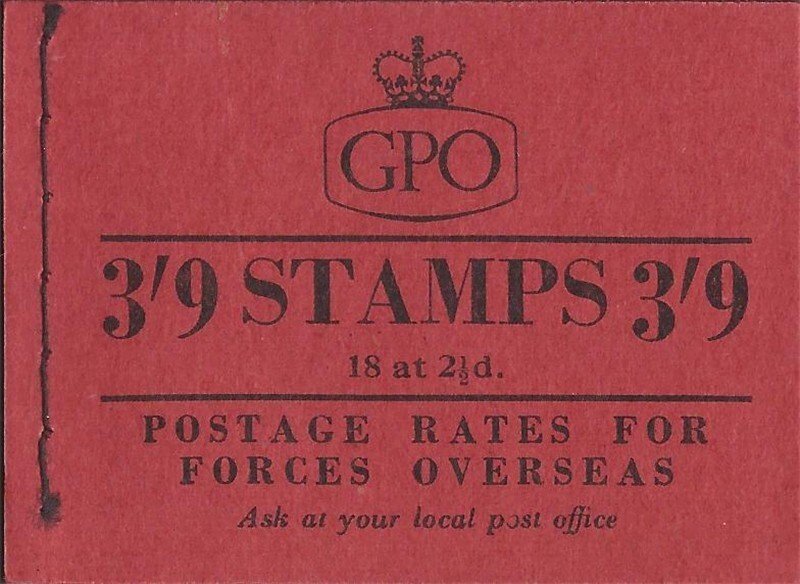 GPO
3'9 STAMPS 3'9
18 at 2½d.
POSTAGE RATES FOR
FORCES OVERSEAS
Ask at your local post office